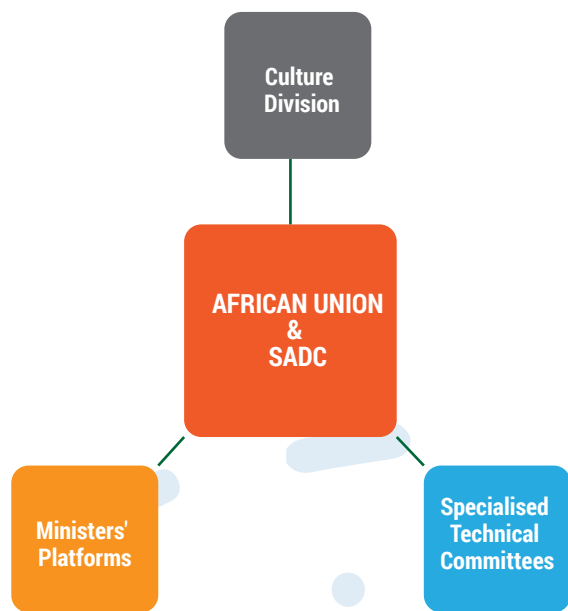 Culture
Division
AFRICAN UNION
&
SADC
Ministers'
Platforms
Specialised
Technical
Committees